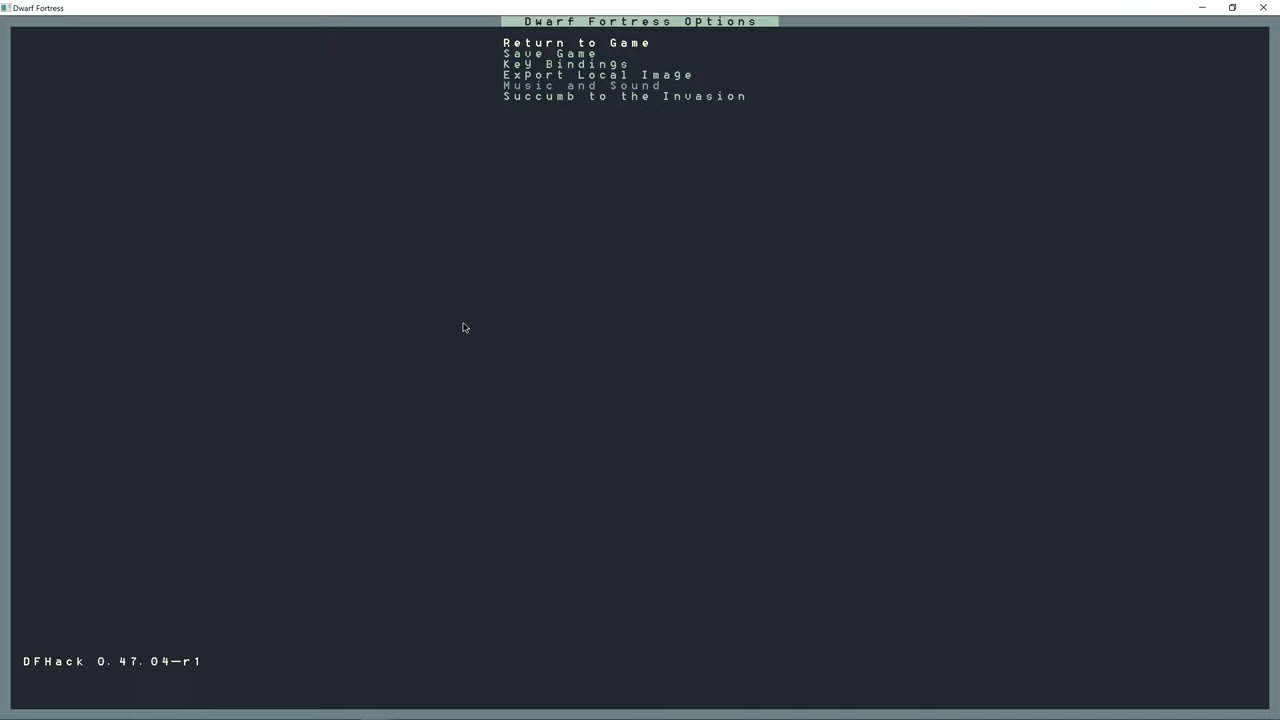 Dwarf Fortress
Dwarf Fortress Options
Return to Game
Save Game
Key Bindings
Export Local Image
Music and Sound
Succumb to the Invasion
DFHack 0.47.04-r1